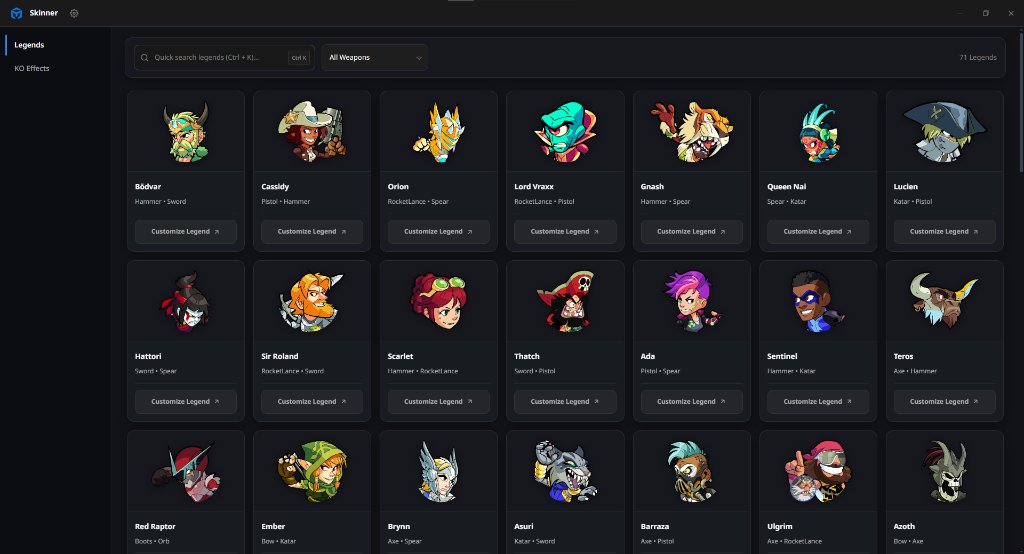 Skinner
Legends
KO Effects
Quick search legends (Ctrl + K)...
Ctrl K
All Weapons
71 Legends
Bödvar
Hammer • Sword
Customize Legend
Cassidy
Pistol • Hammer
Customize Legend
Orion
RocketLance • Spear
Customize Legend
Lord Vraxx
RocketLance • Pistol
Customize Legend
Gnash
Hammer • Spear
Customize Legend
Queen Nai
Spear • Katar
Customize Legend
Lucien
Katar • Pistol
Customize Legend
Hattori
Sword • Spear
Customize Legend
Sir Roland
RocketLance • Sword
Customize Legend
Scarlet
Hammer • RocketLance
Customize Legend
Thatch
Sword • Pistol
Customize Legend
Ada
Pistol • Spear
Customize Legend
Sentinel
Hammer • Katar
Customize Legend
Teros
Axe • Hammer
Customize Legend
Red Raptor
Boots • Orb
Ember
Bow • Katar
Brynn
Axe • Spear
Asuri
Katar • Sword
Barraza
Axe • Pistol
Ulgrim
Axe • RocketLance
Azoth
Bow • Axe